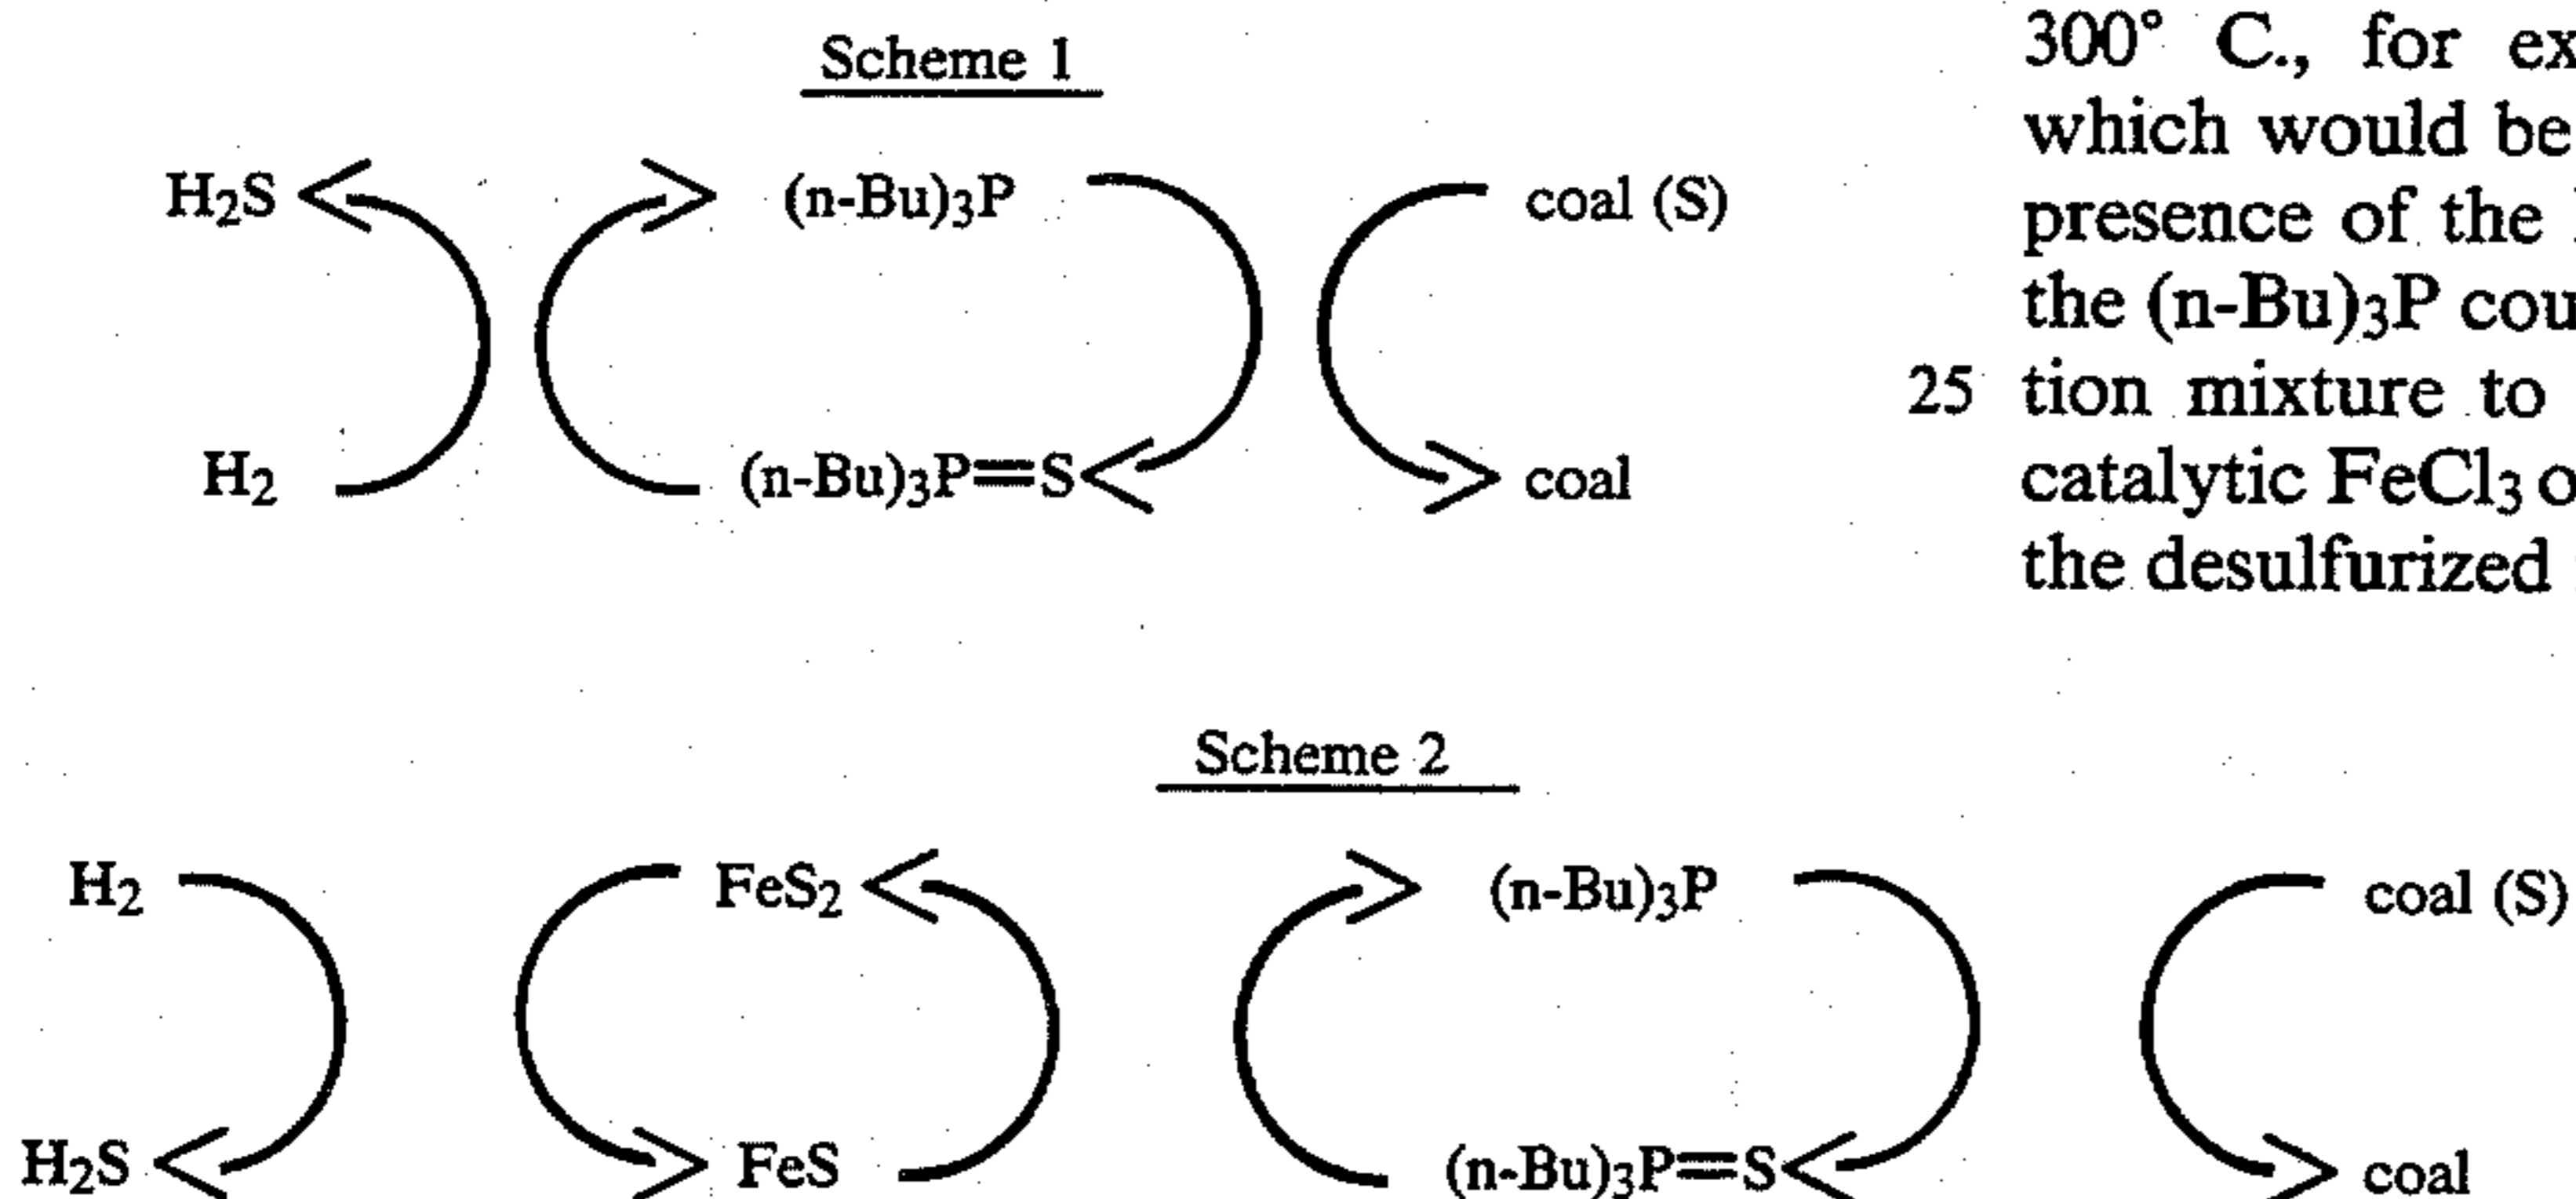 Scheme 1
H₂S (n-Bu)₃P coal (S)
H₂ (n-Bu)₃P=S coal
300° C., for
which would be
presence of the
the (n-Bu)₃P
25 tion mixture to
catalytic FeCl₃
the desulfurized
Scheme 2
H₂ FeS₂ (n-Bu)₃P coal (S)
H₂S FeS (n-Bu)₃P=S coal